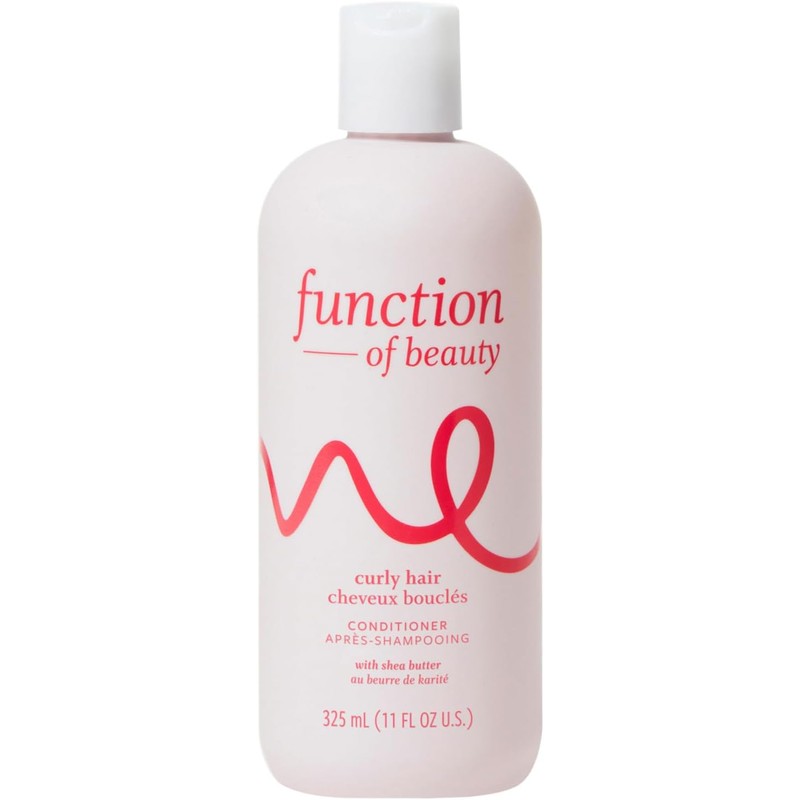 function
of beauty
curly hair
cheveux bouclés
CONDITIONER
APRÈS-SHAMPOOING
with shea butter
au beurre de karité
325 mL (11 FL OZ U.S.)